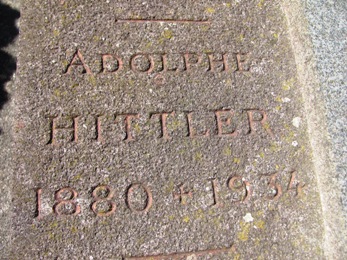 ADOLPHE
HITTLER
1880 + 1934